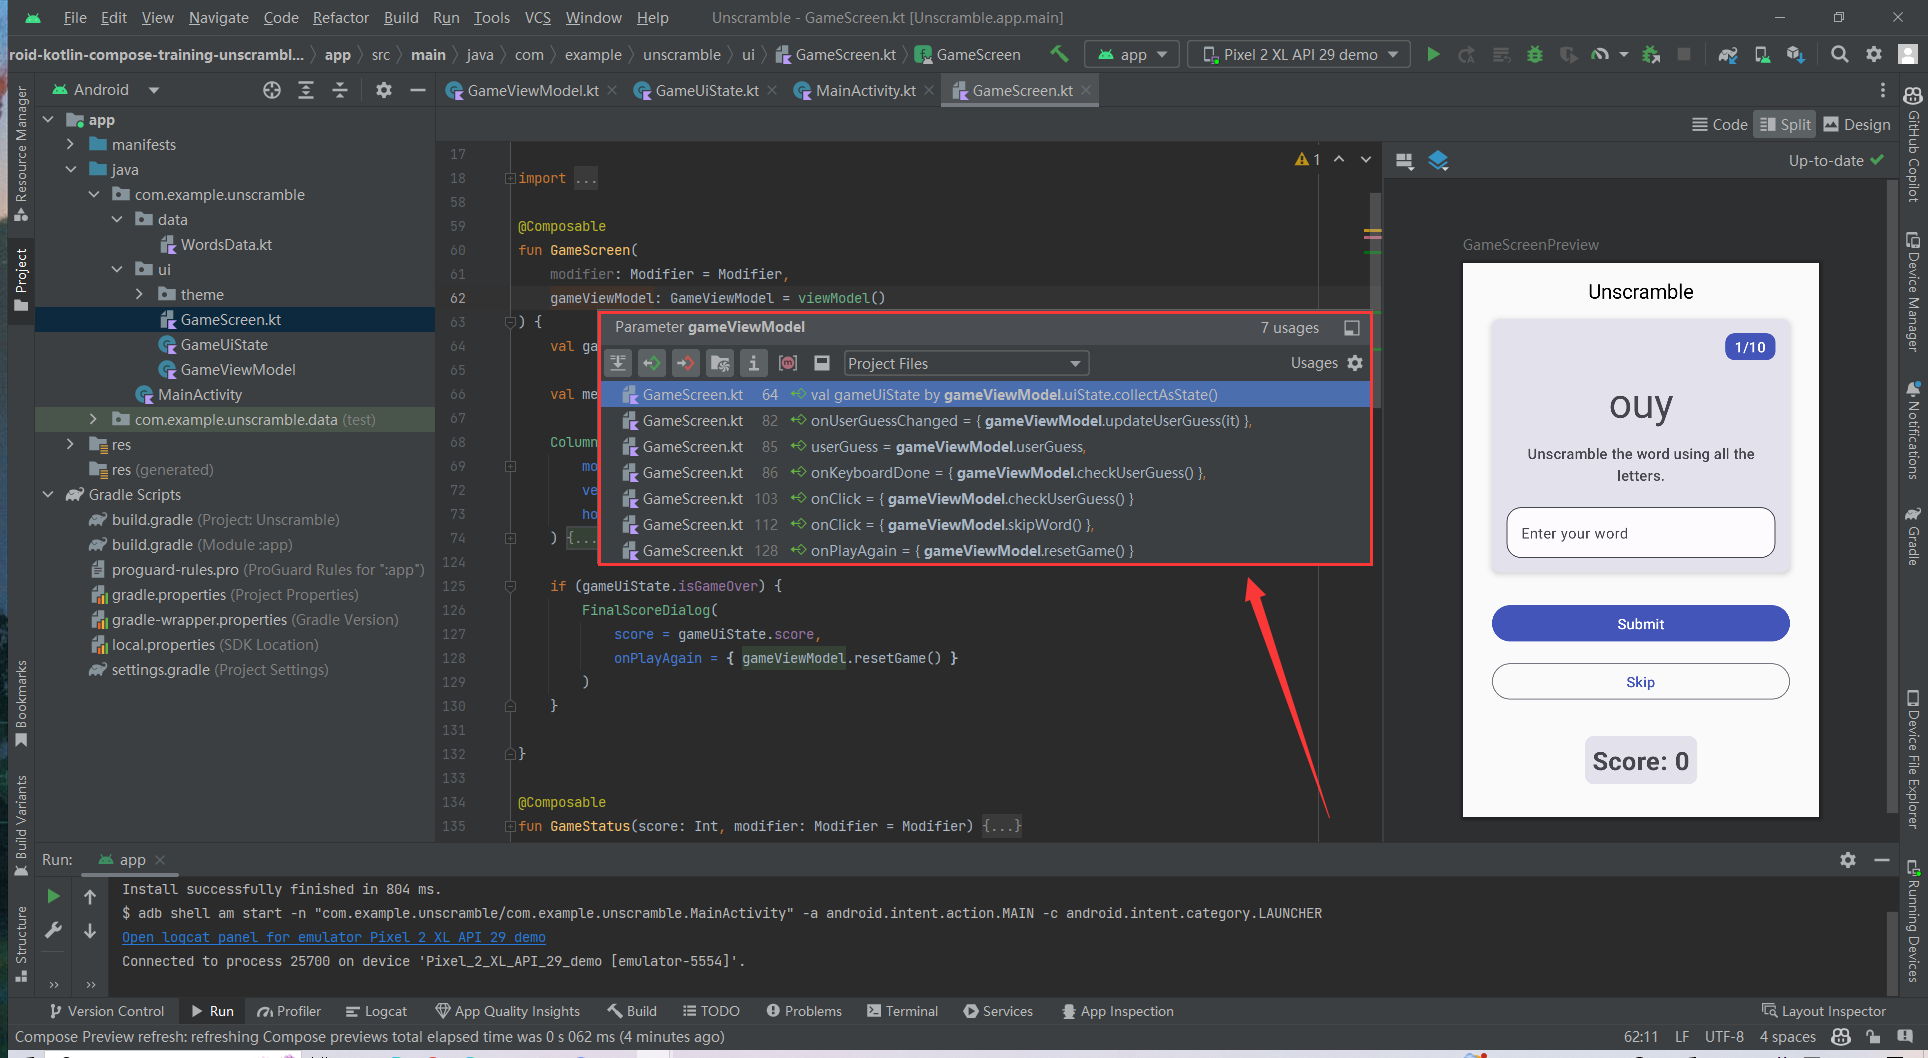 File Edit View Navigate Code Refactor Build Run Tools VCS Window Help Unscramble - GameScreen.kt [Unscramble.app.main]
roid-kotlin-compose-training-unscrambl... app src main java com example unscramble ui GameScreen.kt GameScreen app Pixel 2 XL API 29 demo
Android
GameViewModel.kt GameUiState.kt MainActivity.kt GameScreen.kt
Code Split Design
Resource Manager
Project
Bookmarks
Build Variants
Structure
app
manifests
java
com.example.unscramble
data
WordsData.kt
ui
theme
GameScreen.kt
GameUiState
GameViewModel
MainActivity
com.example.unscramble.data (test)
res
res (generated)
Gradle Scripts
build.gradle (Project: Unscramble)
build.gradle (Module :app)
proguard-rules.pro (ProGuard Rules for ":app")
gradle.properties (Project Properties)
gradle-wrapper.properties (Gradle Version)
local.properties (SDK Location)
settings.gradle (Project Settings)
1
17
18 import ...
58
59 @Composable
60 fun GameScreen(
61 modifier: Modifier = Modifier,
62 gameViewModel: GameViewModel = viewModel()
63 ) {
64 val ga
65
66 val me
67
68 Column
69 mo
72 ve
73 ho
74 ) {...
124
125 if (gameUiState.isGameOver) {
126 FinalScoreDialog(
127 score = gameUiState.score,
128 onPlayAgain = { gameViewModel.resetGame() }
129 )
130 }
131
132 }
133
134 @Composable
135 fun GameStatus(score: Int, modifier: Modifier = Modifier) {...}
Parameter gameViewModel 7 usages
Project Files Usages
GameScreen.kt 64 val gameUiState by gameViewModel.uiState.collectAsState()
GameScreen.kt 82 onUserGuessChanged = { gameViewModel.updateUserGuess(it) },
GameScreen.kt 85 userGuess = gameViewModel.userGuess,
GameScreen.kt 86 onKeyboardDone = { gameViewModel.checkUserGuess() },
GameScreen.kt 103 onClick = { gameViewModel.checkUserGuess() }
GameScreen.kt 112 onClick = { gameViewModel.skipWord() },
GameScreen.kt 128 onPlayAgain = { gameViewModel.resetGame() }
Up-to-date
GameScreenPreview
Unscramble
1/10
ouy
Unscramble the word using all the
letters.
Enter your word
Submit
Skip
Score: 0
GitHub Copilot
Device Manager
Notifications
Gradle
Device File Explorer
Running Devices
Run: app
Install successfully finished in 804 ms.
$ adb shell am start -n "com.example.unscramble/com.example.unscramble.MainActivity" -a android.intent.action.MAIN -c android.intent.category.LAUNCHER
Open logcat panel for emulator Pixel 2 XL API 29 demo
Connected to process 25700 on device 'Pixel_2_XL_API_29_demo [emulator-5554]'.
Version Control Run Profiler Logcat App Quality Insights Build TODO Problems Terminal Services App Inspection Layout Inspector
Compose Preview refresh: refreshing Compose previews total elapsed time was 0 s 062 ms (4 minutes ago) 62:11 LF UTF-8 4 spaces